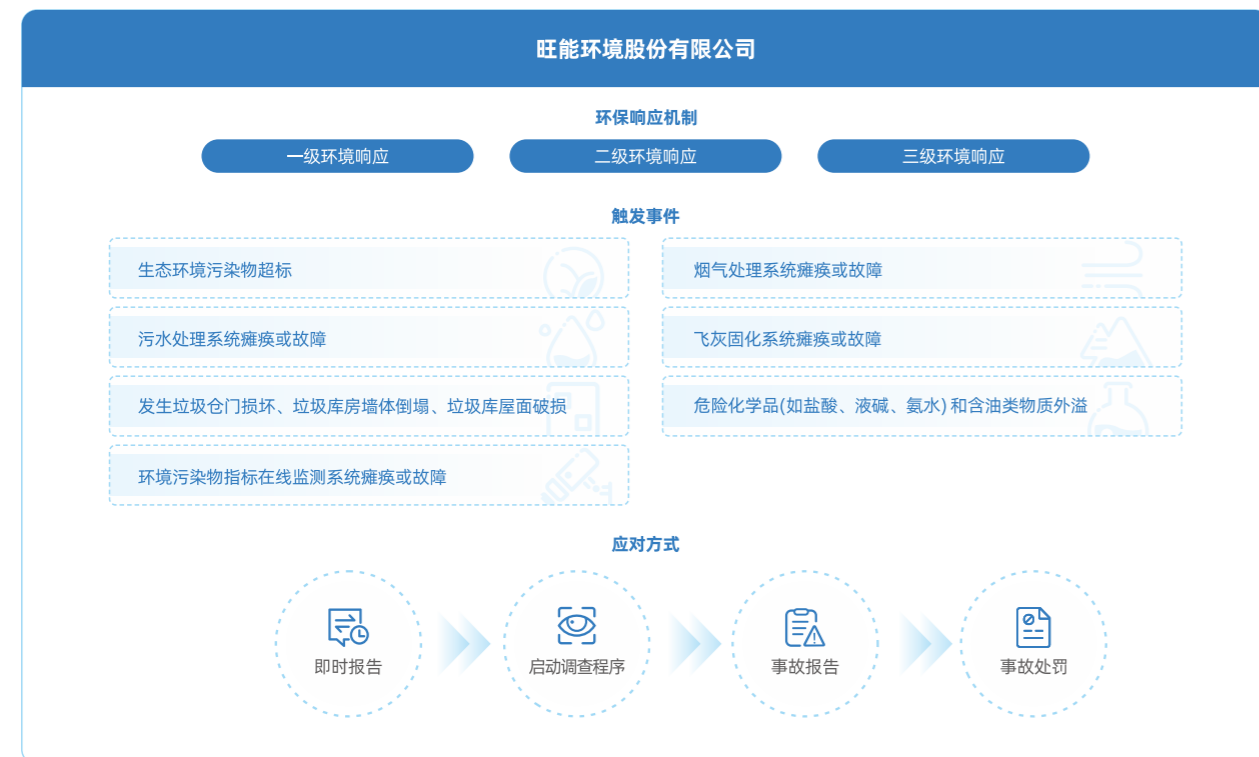 旺能环境股份有限公司
环保响应机制
一级环境响应
二级环境响应
三级环境响应
触发事件
生态环境污染物超标
烟气处理系统瘫痪或故障
污水处理系统瘫痪或故障
飞灰固化系统瘫痪或故障
发生垃圾仓门损坏、垃圾库房墙体倒塌、垃圾库屋面破损
危险化学品(如盐酸、液碱、氨水)和含油类物质外溢
环境污染物指标在线监测系统瘫痪或故障
应对方式
即时报告
启动调查程序
事故报告
事故处罚